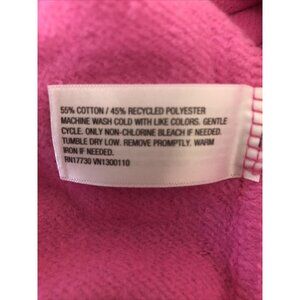 55% COTTON / 45% RECYCLED POLYESTER
MACHINE WASH COLD WITH LIKE COLORS. GENTLE
CYCLE. ONLY NON-CHLORINE BLEACH IF NEEDED.
TUMBLE DRY LOW. REMOVE PROMPTLY. WARM
IRON IF NEEDED.
RN17730 VN1300110